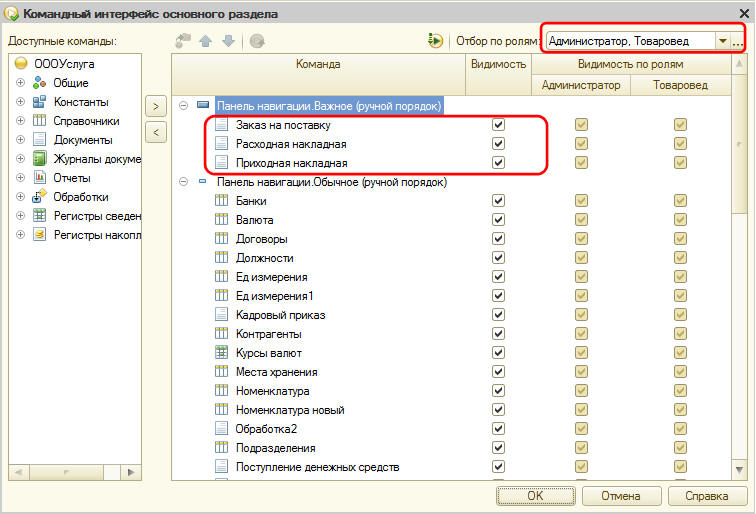 Командный интерфейс основного раздела
Доступные команды:
Отбор по ролям: Администратор, Товаровед
ОООУслуга
Общие
Константы
Справочники
Документы
Журналы докуме
Отчеты
Обработки
Регистры сведен
Регистры накопл
Команда
Видимость
Видимость по ролям
Администратор
Товаровед
Панель навигации.Важное (ручной порядок)
Заказ на поставку
Расходная накладная
Приходная накладная
Панель навигации.Обычное (ручной порядок)
Банки
Валюта
Договоры
Должности
Ед измерения
Ед измерения1
Кадровый приказ
Контрагенты
Курсы валют
Места хранения
Номенклатура
Номенклатура новый
Обработка2
Подразделения
Поступление денежных средств
OK
Отмена
Справка